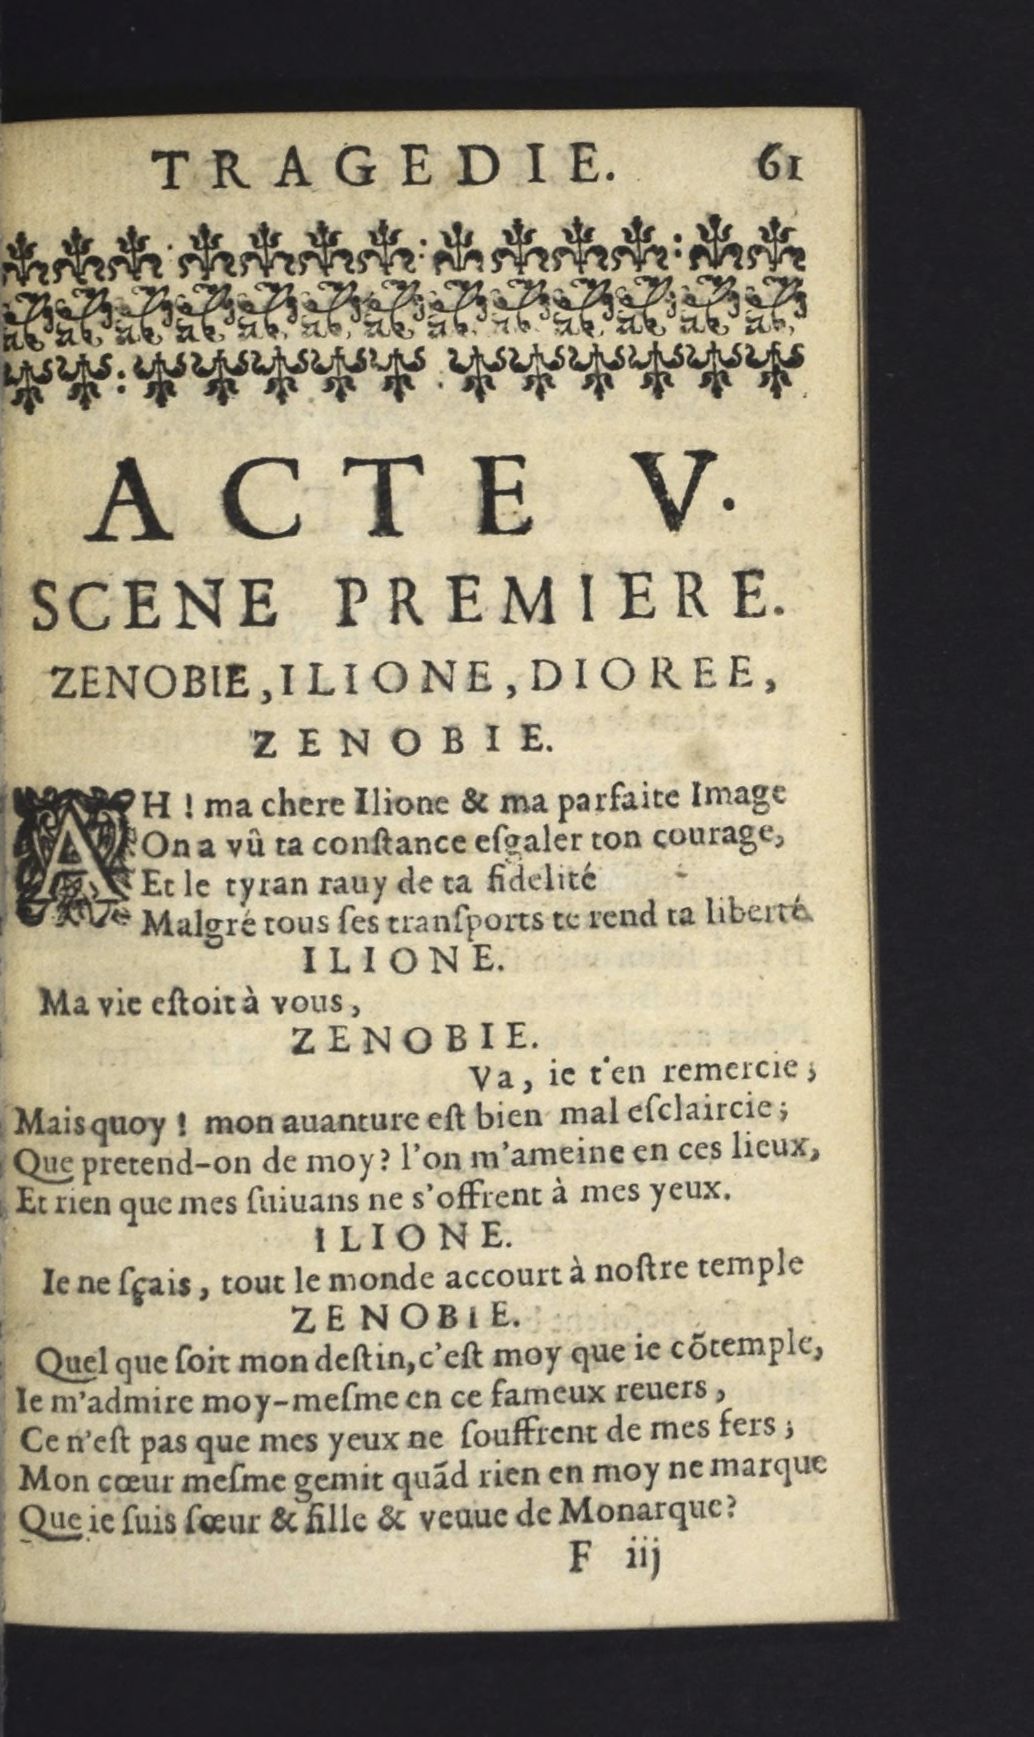 TRAGEDIE. 61
ACTE V.
SCENE PREMIERE.
ZENOBIE, ILIONE, DIOREE,
ZENOBIE.
AH ! ma chere Ilione & ma parfaite Image
On a vû ta conſtance eſgaler ton courage,
Et le tyran rauy de ta fidelité
Malgré tous ſes tranſports te rend ta liberté.
ILIONE.
Ma vie eſtoit à vous,
ZENOBIE.
Va, ie t'en remercie ;
Mais quoy ! mon auanture eſt bien mal eſclaircie ;
Que pretend-on de moy ? l'on m'ameine en ces lieux,
Et rien que mes ſuiuans ne s'offrent à mes yeux.
ILIONE.
Ie ne ſçais, tout le monde accourt à noſtre temple
ZENOBIE.
Quel que ſoit mon deſtin, c'eſt moy que ie cõtemple,
Ie m'admire moy-meſme en ce fameux reuers,
Ce n'eſt pas que mes yeux ne ſouffrent de mes fers ;
Mon cœur meſme gemit quãd rien en moy ne marque
Que ie ſuis ſœur & fille & veuue de Monarque ?
F iij